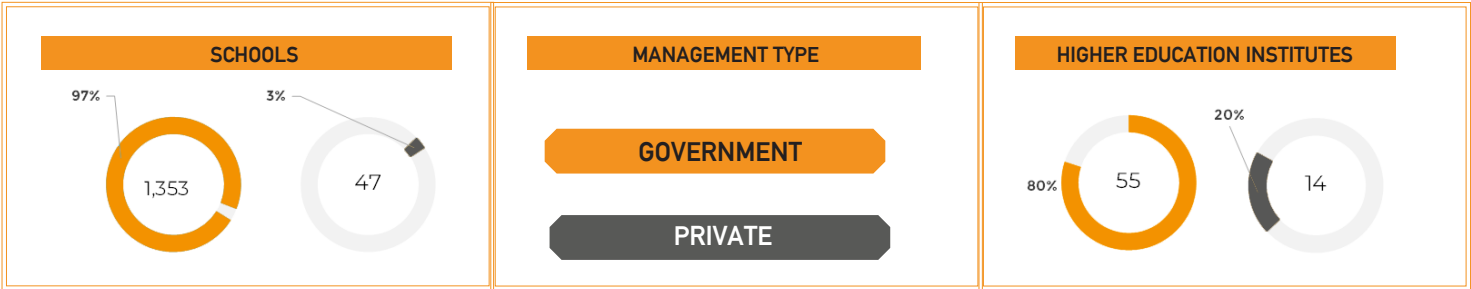 SCHOOLS
97%
3%
1,353
47
MANAGEMENT TYPE
GOVERNMENT
PRIVATE
HIGHER EDUCATION INSTITUTES
20%
80%
55
14